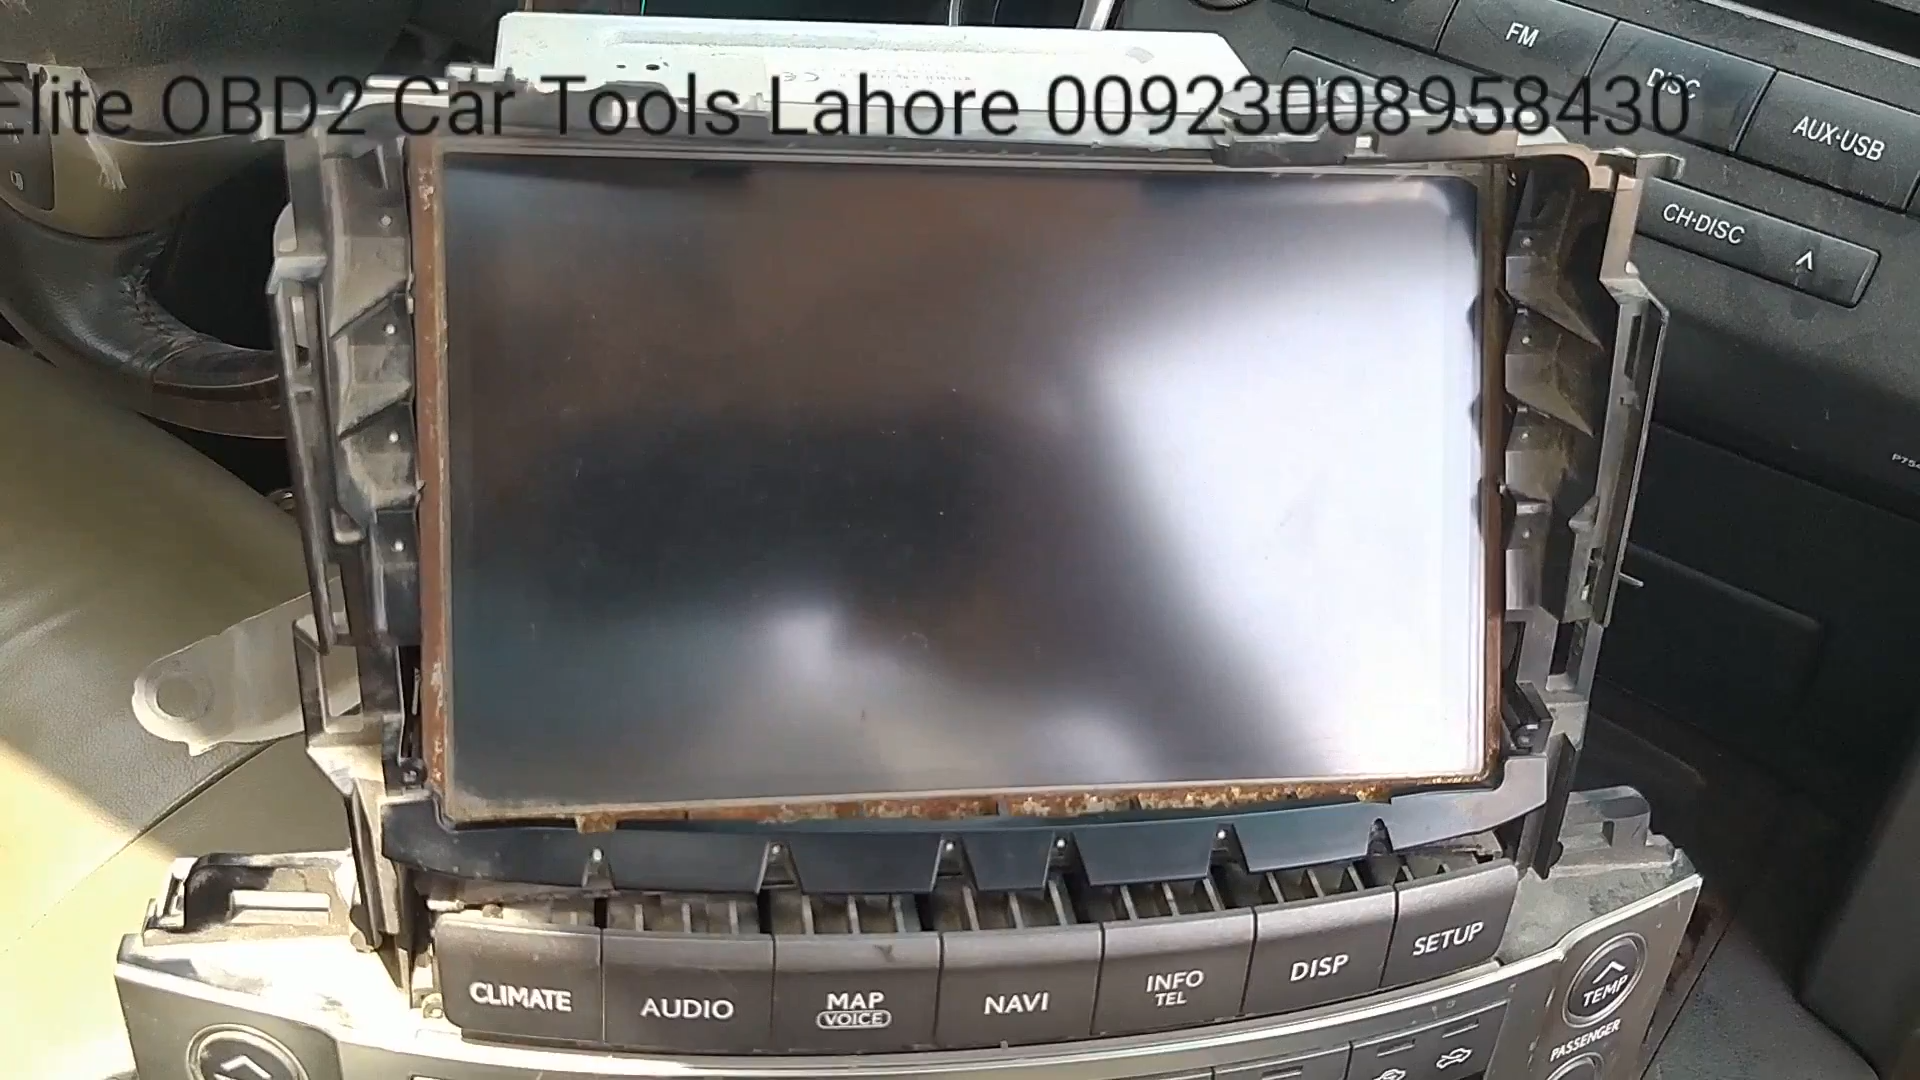 FM
DISC
Elite OBD2 Car Tools Lahore 00923008958430
AUX·USB
CH·DISC
CLIMATE
AUDIO
MAP
VOICE
NAVI
INFO
TEL
DISP
SETUP
TEMP
PASSENGER